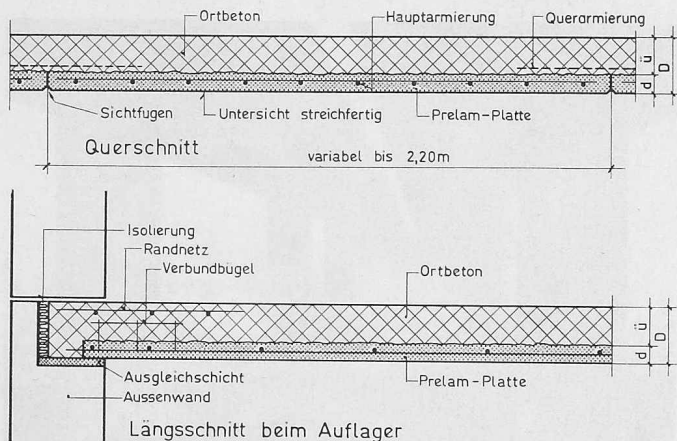 Ortbeton
Hauptarmierung
Querarmierung
ü
d
D
Sichtfugen
Untersicht streichfertig
Prelam-Platte
Querschnitt
variabel bis 2,20m
Isolierung
Randnetz
Verbundbügel
Ortbeton
ü
d
D
Ausgleichschicht
Prelam-Platte
Aussenwand
Längsschnitt beim Auflager